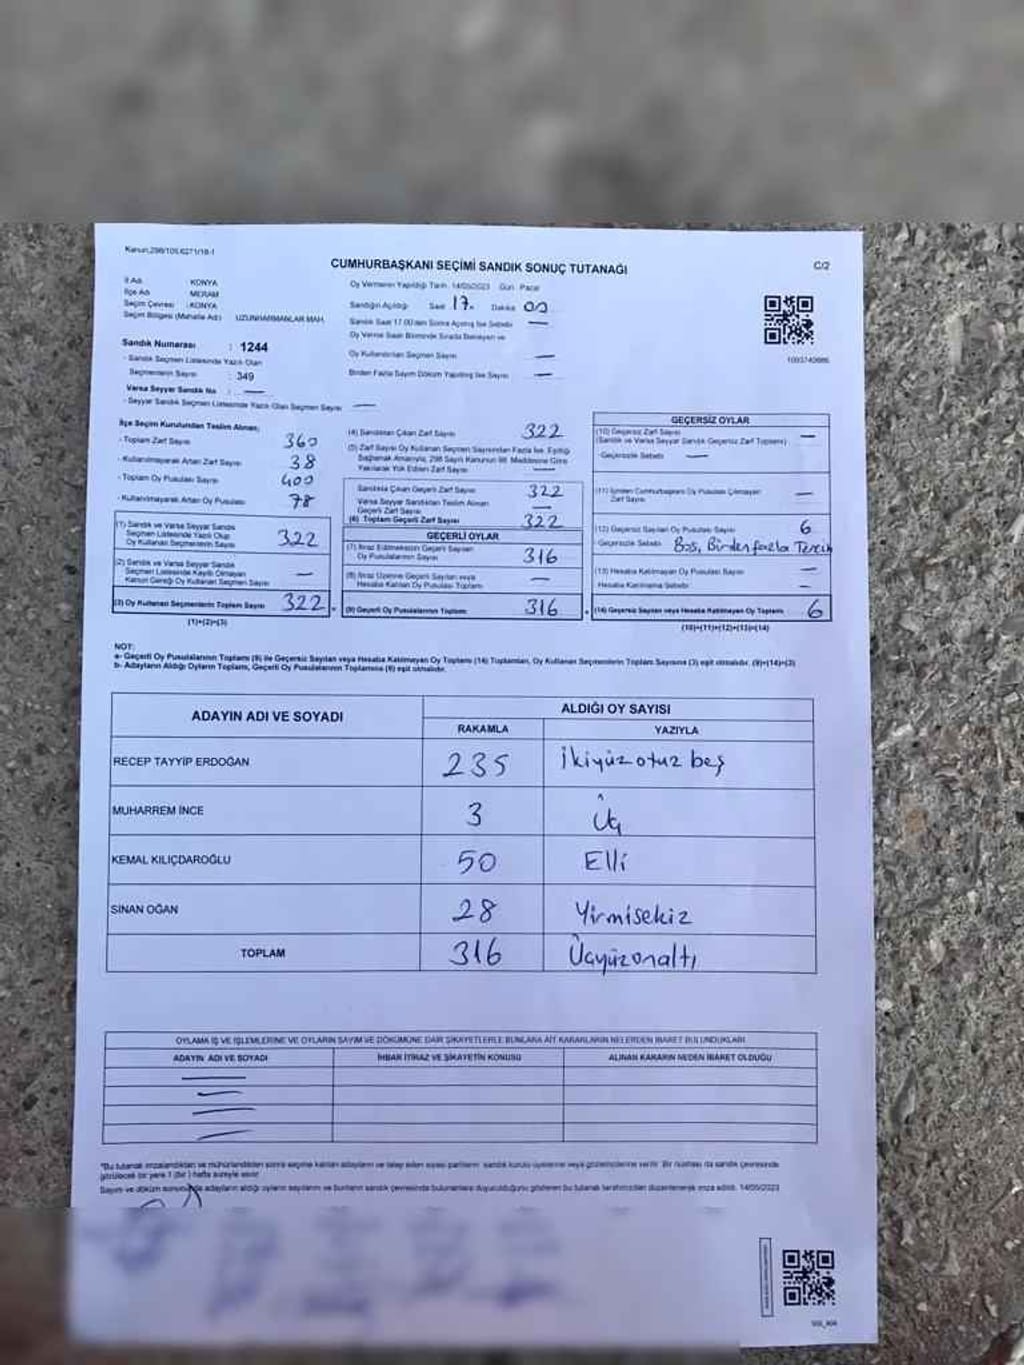 Kanun,298/105,6271/18-1
CUMHURBAŞKANI SEÇİMİ SANDIK SONUÇ TUTANAĞI
C/2
İl Adı : KONYA
İlçe Adı : MERAM
Seçim Çevresi : KONYA
Seçim Bölgesi (Mahalle Adı) : UZUNHARMANLAR MAH.
Oy Vermenin Yapıldığı Tarih: 14/05/2023 Gün: Pazar
Sandığın Açıldığı: Saat 17. Dakika 00
Sandık Saat 17.00'den Sonra Açılmış İse Sebebi —
Oy Verme Saati Bitiminde Sırada Bekleyen ve
Oy Kullandırılan Seçmen Sayısı —
Birden Fazla Sayım Döküm Yapılmış İse Sayısı —
Sandık Numarası : 1244
- Sandık Seçmen Listesinde Yazılı Olan
Seçmenlerin Sayısı : 349
Varsa Seyyar Sandık No : —
- Seyyar Sandık Seçmen Listesinde Yazılı Olan Seçmen Sayısı —
İlçe Seçim Kurulundan Teslim Alınan;
- Toplam Zarf Sayısı 360
- Kullanılmayarak Artan Zarf Sayısı 38
- Toplam Oy Pusulası Sayısı 400
- Kullanılmayarak Artan Oy Pusulası 78
(1) Sandık ve Varsa Seyyar Sandık
Seçmen Listesinde Yazılı Olup
Oy Kullanan Seçmenlerin Sayısı 322
(2) Sandık ve Varsa Seyyar Sandık
Seçmen Listesinde Kayıtlı Olmayan
Kanun Gereği Oy Kullanan Seçmen Sayısı —
(3) Oy Kullanan Seçmenlerin Toplam Sayısı 322
(1)+(2)=(3)
(4) Sandıktan Çıkan Zarf Sayısı 322
(5) Zarf Sayısı Oy Kullanan Seçmen Sayısından Fazla İse, Eşitliği
Sağlamak Amacıyla, 298 Sayılı Kanunun 98. Maddesine Göre
Yakılarak Yok Edilen Zarf Sayısı —
Sandıkta Çıkan Geçerli Zarf Sayısı 322
Varsa Seyyar Sandıktan Teslim Alınan
Geçerli Zarf Sayısı —
(6) Toplam Geçerli Zarf Sayısı 322
GEÇERLİ OYLAR
(7) İtiraz Edilmeksizin Geçerli Sayılan
Oy Pusulalarının Sayısı 316
(8) İtiraz Üzerine Geçerli Sayılan veya
Hesaba Katılan Oy Pusulası Toplamı —
(9) Geçerli Oy Pusulalarının Toplamı 316
GEÇERSİZ OYLAR
(10) Geçersiz Zarf Sayısı —
(Sandık ve Varsa Seyyar Sandık Geçersiz Zarf Toplamı)
- Geçersizlik Sebebi —
(11) İçinden Cumhurbaşkanı Oy Pusulası Çıkmayan
Zarf Sayısı —
(12) Geçersiz Sayılan Oy Pusulası Sayısı 6
- Geçersizlik Sebebi: Boş, Birden fazla Tercih
(13) Hesaba Katılmayan Oy Pusulası Sayısı —
Hesaba Katılmama Sebebi: —
(14) Geçersiz Sayılan veya Hesaba Katılmayan Oy Toplamı 6
(10)+(11)+(12)+(13)=(14)
NOT:
a- Geçerli Oy Pusulalarının Toplamı (9) ile Geçersiz Sayılan veya Hesaba Katılmayan Oy Toplamı (14) Toplamları, Oy Kullanan Seçmenlerin Toplam Sayısına (3) eşit olmalıdır. (9)+(14)=(3)
b- Adayların Aldığı Oyların Toplamı, Geçerli Oy Pusulalarının Toplamına (9) eşit olmalıdır.
ADAYIN ADI VE SOYADI
ALDIĞI OY SAYISI
RAKAMLA YAZIYLA
RECEP TAYYİP ERDOĞAN 235 İkiyüz otuz beş
MUHARREM İNCE 3 Üç
KEMAL KILIÇDAROĞLU 50 Elli
SİNAN OĞAN 28 Yirmisekiz
TOPLAM 316 Üçyüzonaltı
OYLAMA İŞ VE İŞLEMLERİNE VE OYLARIN SAYIM VE DÖKÜMÜNE DAİR ŞİKAYETLERLE BUNLARA AİT KARARLARIN NELERDEN İBARET BULUNDUKLARI
ADAYIN ADI VE SOYADI İHBAR İTİRAZ VE ŞİKAYETİN KONUSU ALINAN KARARIN NEDEN İBARET OLDUĞU
*Bu tutanak imzalandıktan ve mühürlendikten sonra seçime katılan adayların ve talep eden siyasi partilerin sandık kurulu üyelerine veya gözlemcilerine verilir. Bir nüshası da sandık çevresinde
görülecek bir yere 1 (bir) hafta süreyle asılır.
Sayım ve döküm sonucunda adayların aldığı oyların sayılarını ve bunların sandık çevresinde bulunanlara duyurulduğunu gösteren bu tutanak tarafımızdan düzenlenerek imza edildi. 14/05/2023